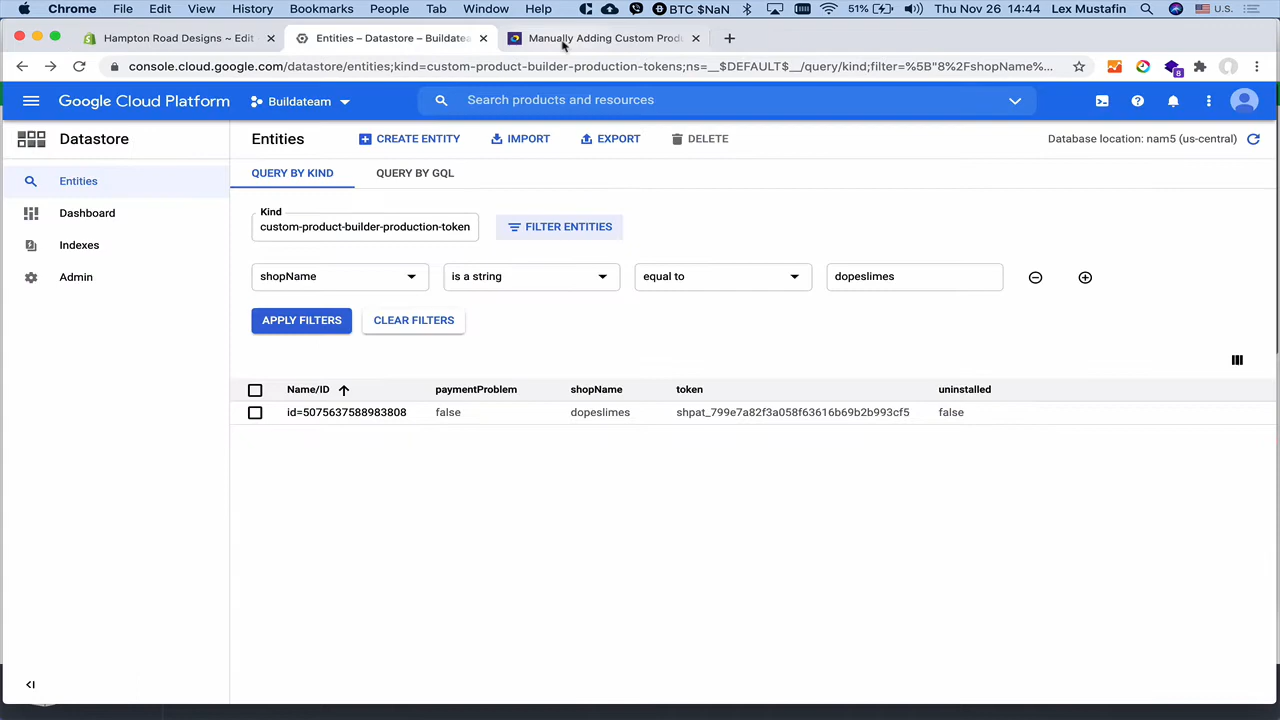 Chrome File Edit View History Bookmarks People Tab Window Help BTC $NaN 51% Thu Nov 26 14:44 Lex Mustafin U.S.
Hampton Road Designs ~ Edit Entities – Datastore – Buildatea Manually Adding Custom Produ
console.cloud.google.com/datastore/entities;kind=custom-product-builder-production-tokens;ns=__$DEFAULT$__/query/kind;filter=%5B"8%2FshopName%... 8
Google Cloud Platform Buildateam Search products and resources
Datastore Entities CREATE ENTITY IMPORT EXPORT DELETE Database location: nam5 (us-central)
Entities
Dashboard
Indexes
Admin
QUERY BY KIND QUERY BY GQL
Kind
custom-product-builder-production-token FILTER ENTITIES
shopName is a string equal to dopeslimes
APPLY FILTERS CLEAR FILTERS
Name/ID paymentProblem shopName token uninstalled
id=5075637588983808 false dopeslimes 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 false